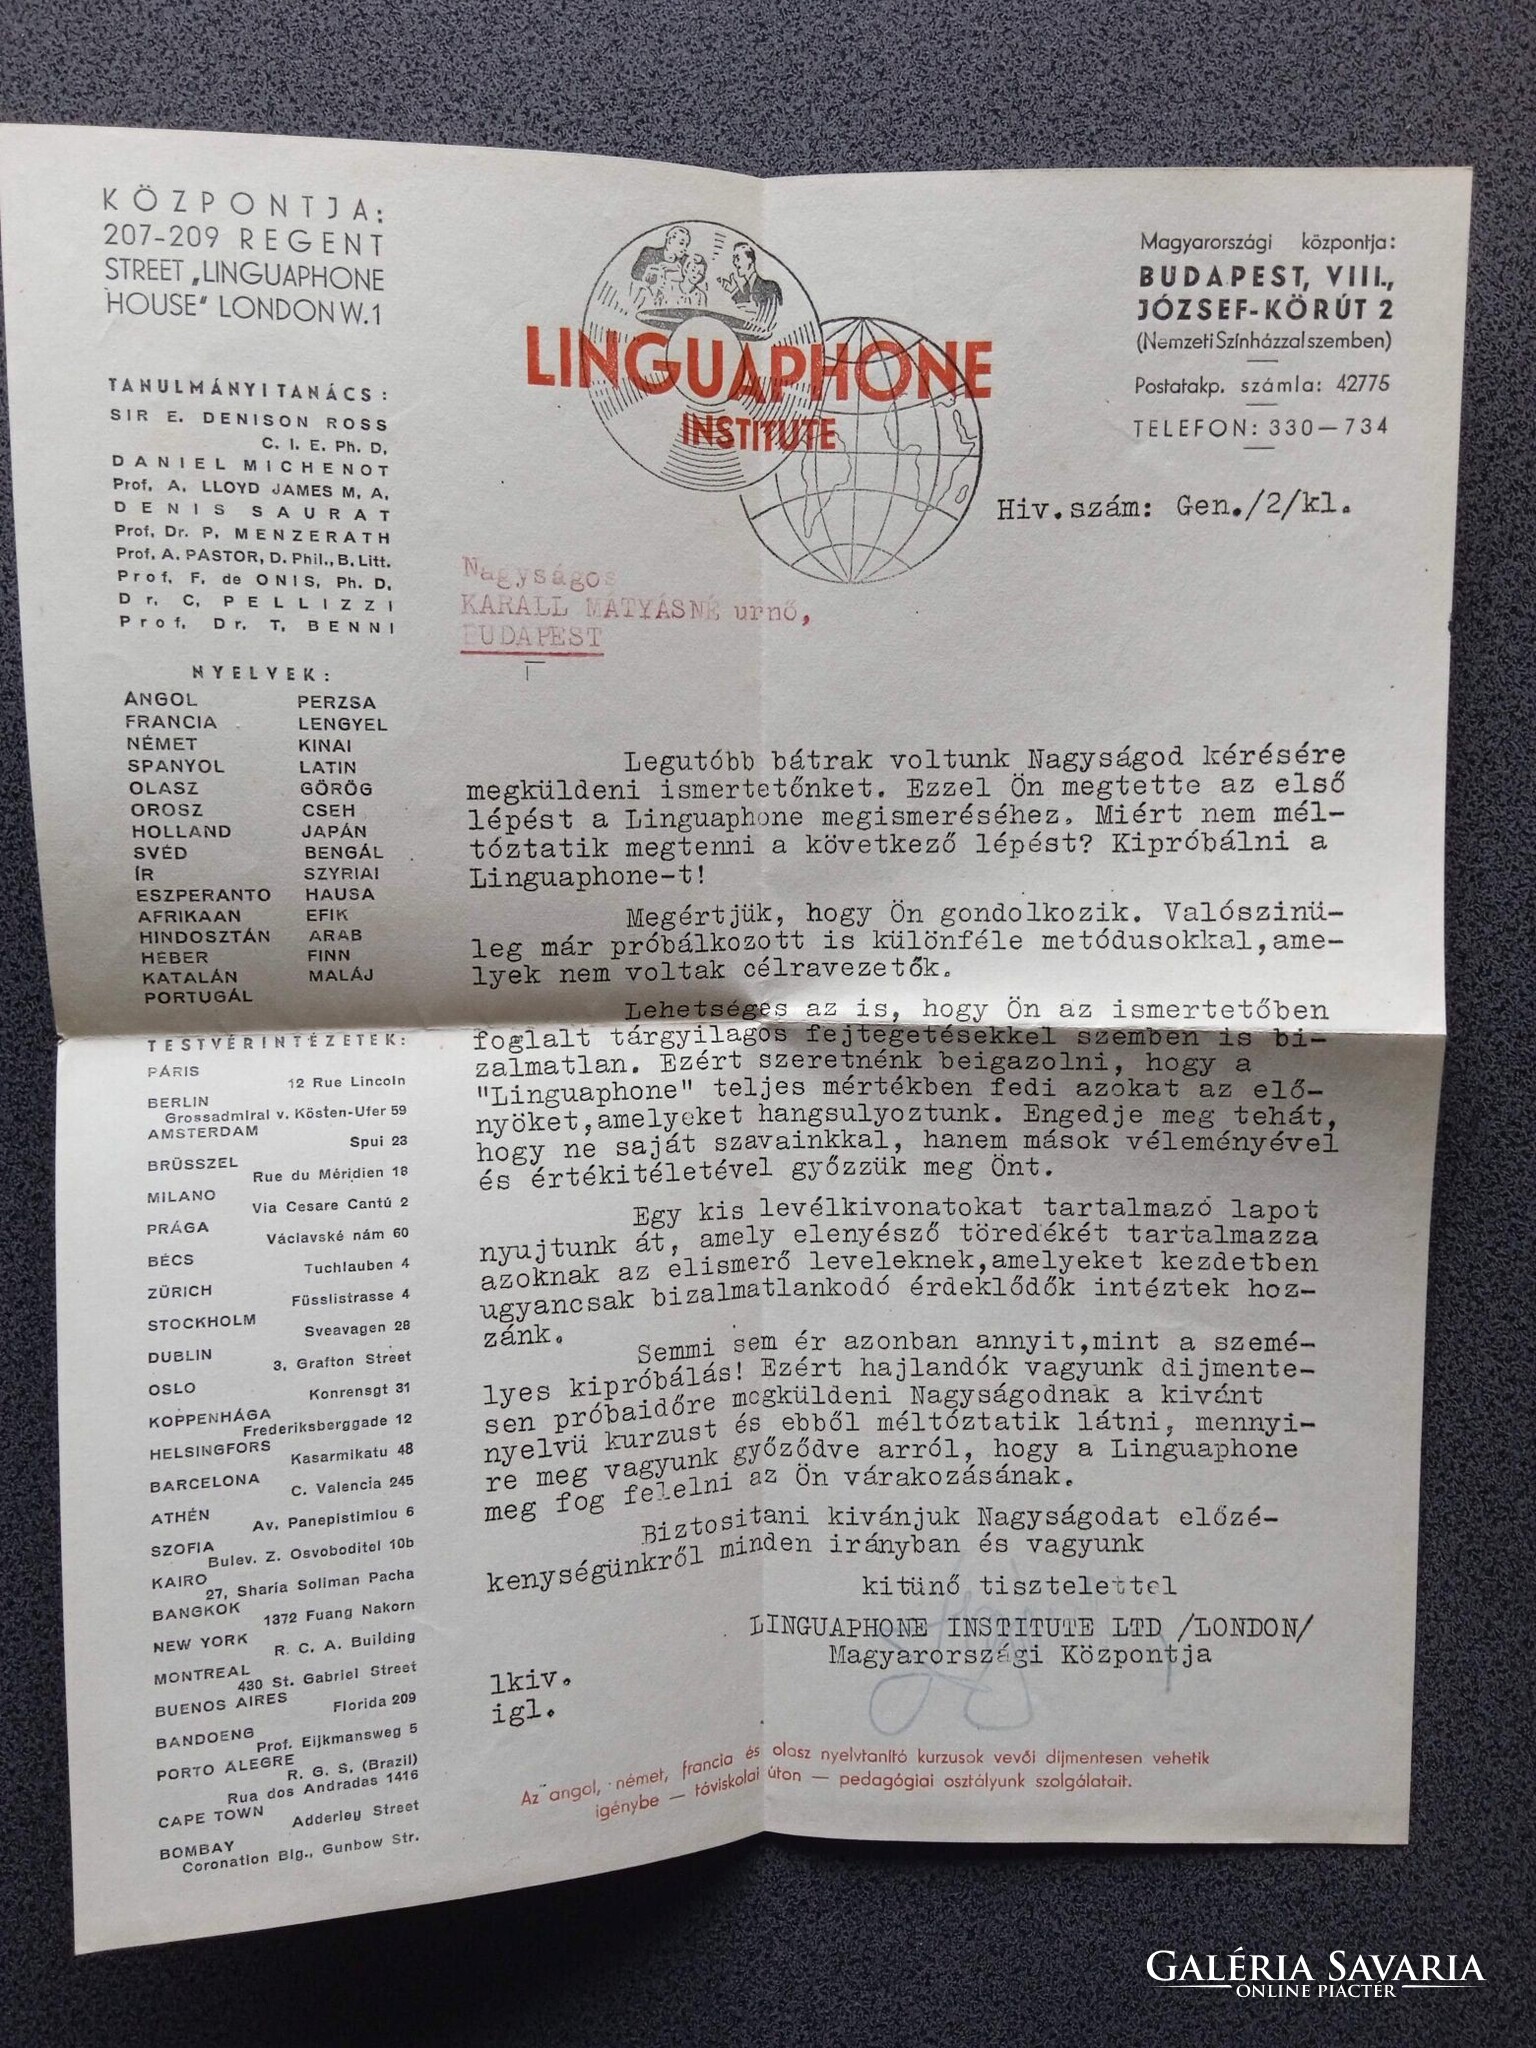 KÖZPONTJA:
207-209 REGENT
STREET „LINGUAPHONE
HOUSE" LONDON W.1
TANULMÁNYI TANÁCS:
SIR E. DENISON ROSS
C. I. E. Ph. D.
DANIEL MICHENOT
Prof. A. LLOYD JAMES M. A.
DENIS SAURAT
Prof. Dr. P. MENZERATH
Prof. A. PASTOR, D. Phil., B. Litt.
Prof. F. de ONIS, Ph. D.
Dr. C. PELLIZZI
Prof. Dr. T. BENNI
NYELVEK:
ANGOL PERZSA
FRANCIA LENGYEL
NÉMET KINAI
SPANYOL LATIN
OLASZ GÖRÖG
OROSZ CSEH
HOLLAND JAPÁN
SVÉD BENGÁL
ÍR SZYRIAI
ESZPERANTO HAUSA
AFRIKAAN EFIK
HINDOSZTÁN ARAB
HÉBER FINN
KATALÁN MALÁJ
PORTUGÁL
TESTVÉRINTÉZETEK:
PÁRIS
12 Rue Lincoln
BERLIN
Grossadmiral v. Kösten-Ufer 59
AMSTERDAM
Spui 23
BRÜSSZEL
Rue du Méridien 18
MILANO
Via Cesare Cantú 2
PRÁGA
Václavské nám 60
BÉCS
Tuchlauben 4
ZÜRICH
Füsslistrasse 4
STOCKHOLM
Sveavagen 28
DUBLIN
3, Grafton Street
OSLO
Konrensgt 31
KOPPENHÁGA
Frederiksberggade 12
HELSINGFORS
Kasarmikatu 48
BARCELONA
C. Valencia 245
ATHÉN
Av. Panepistimiou 6
SZOFIA
Bulev. Z. Osvoboditel 10b
KAIRO
27, Sharia Soliman Pacha
BANGKOK
1372 Fuang Nakorn
NEW YORK
R. C. A. Building
MONTREAL
430 St. Gabriel Street
BUENOS AIRES
Florida 209
BANDOENG
Prof. Eijkmansweg 5
PORTO ALEGRE
R. G. S. (Brazil)
Rua dos Andradas 1416
CAPE TOWN
Adderley Street
BOMBAY
Coronation Blg., Gunbow Str.
LINGUAPHONE
INSTITUTE
Magyarországi központja:
BUDAPEST, VIII.,
JÓZSEF-KÖRÚT 2
(Nemzeti Színházzal szemben)
Postatakp. számla: 42775
TELEFON: 330-734
Hiv.szám: Gen./2/kl.
Nagyságos
KARALL MÁTYÁSNÉ urnő,
BUDAPEST
Legutóbb bátrak voltunk Nagyságod kérésére
megküldeni ismertetőnket. Ezzel Ön megtette az első
lépést a Linguaphone megismeréséhez. Miért nem mél-
tóztatik megtenni a következő lépést? Kipróbálni a
Linguaphone-t!
Megértjük, hogy Ön gondolkozik. Valószinü-
leg már próbálkozott is különféle metódusokkal,ame-
lyek nem voltak célravezetők.
Lehetséges az is, hogy Ön az ismertetőben
foglalt tárgyilagos fejtegetésekkel szemben is bi-
zalmatlan. Ezért szeretnénk beigazolni, hogy a
"Linguaphone" teljes mértékben fedi azokat az elő-
nyöket,amelyeket hangsulyoztunk. Engedje meg tehát,
hogy ne saját szavainkkal, hanem mások véleményével
és értékitéletével győzzük meg Önt.
Egy kis levélkivonatokat tartalmazó lapot
nyujtunk át, amely elenyésző töredékét tartalmazza
azoknak az elismerő leveleknek,amelyeket kezdetben
ugyancsak bizalmatlankodó érdeklődők intéztek hoz-
zánk.
Semmi sem ér azonban annyit,mint a szemé-
lyes kipróbálás! Ezért hajlandók vagyunk dijmente-
sen próbaidőre megküldeni Nagyságodnak a kivánt
nyelvü kurzust és ebből méltóztatik látni, mennyi-
re meg vagyunk győződve arról, hogy a Linguaphone
meg fog felelni az Ön várakozásának.
Biztositani kivánjuk Nagyságodat előzé-
kenységünkről minden irányban és vagyunk
kitünő tisztelettel
LINGUAPHONE INSTITUTE LTD /LONDON/
Magyarországi Központja
lkiv.
igl.
Az angol, német, francia és olasz nyelvtanító kurzusok vevői díjmentesen vehetik
igénybe — táviskolai úton — pedagógiai osztályunk szolgálatait.
GALÉRIA SAVARIA
ONLINE PIACTÉR